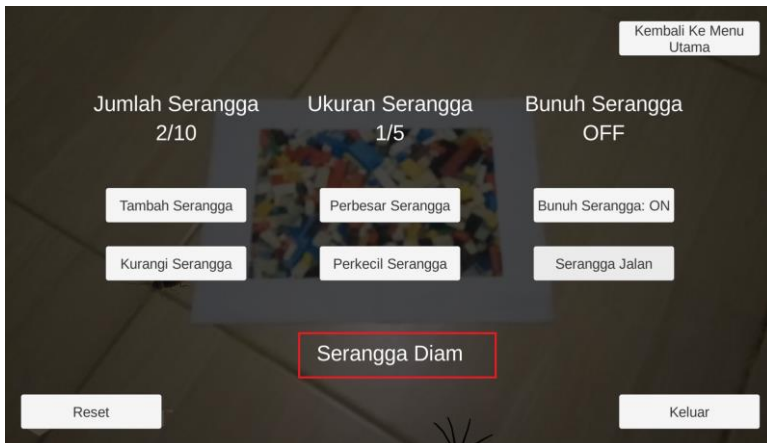 Kembali Ke Menu
Utama
Jumlah Serangga
2/10
Ukuran Serangga
1/5
Bunuh Serangga
OFF
Tambah Serangga
Perbesar Serangga
Bunuh Serangga: ON
Kurangi Serangga
Perkecil Serangga
Serangga Jalan
Serangga Diam
Reset
Keluar